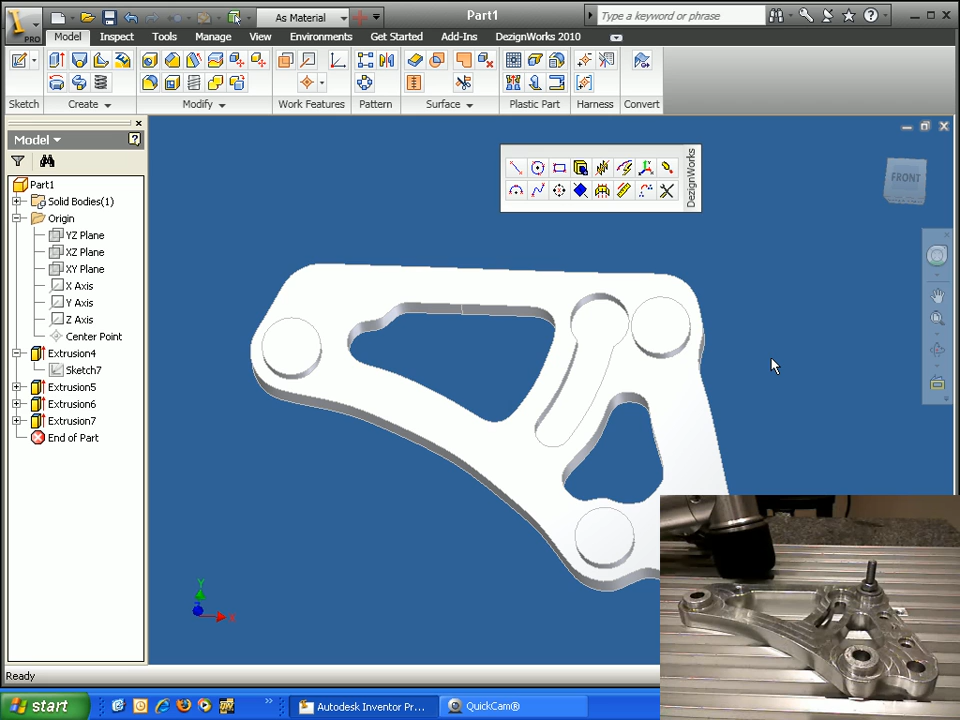 As Material
Part1
Type a keyword or phrase
PRO
Model
Inspect
Tools
Manage
View
Environments
Get Started
Add-Ins
DezignWorks 2010
Sketch
Create
Modify
Work Features
Pattern
Surface
Plastic Part
Harness
Convert
Model
Part1
Solid Bodies(1)
Origin
YZ Plane
XZ Plane
XY Plane
X Axis
Y Axis
Z Axis
Center Point
Extrusion4
Sketch7
Extrusion5
Extrusion6
Extrusion7
End of Part
DezignWorks
FRONT
Y
X
Ready
start
Autodesk Inventor Pr...
QuickCam®